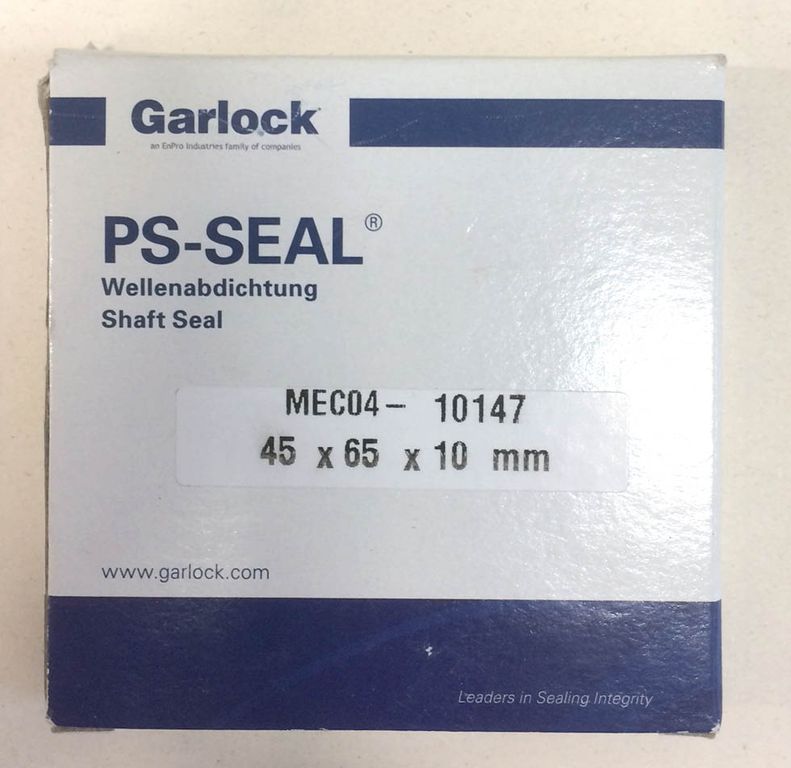 Garlock
an EnPro Industries family of companies
PS-SEAL®
Wellenabdichtung
Shaft Seal
MEC04- 10147
45 x 65 x 10 mm
www.garlock.com
Leaders in Sealing Integrity